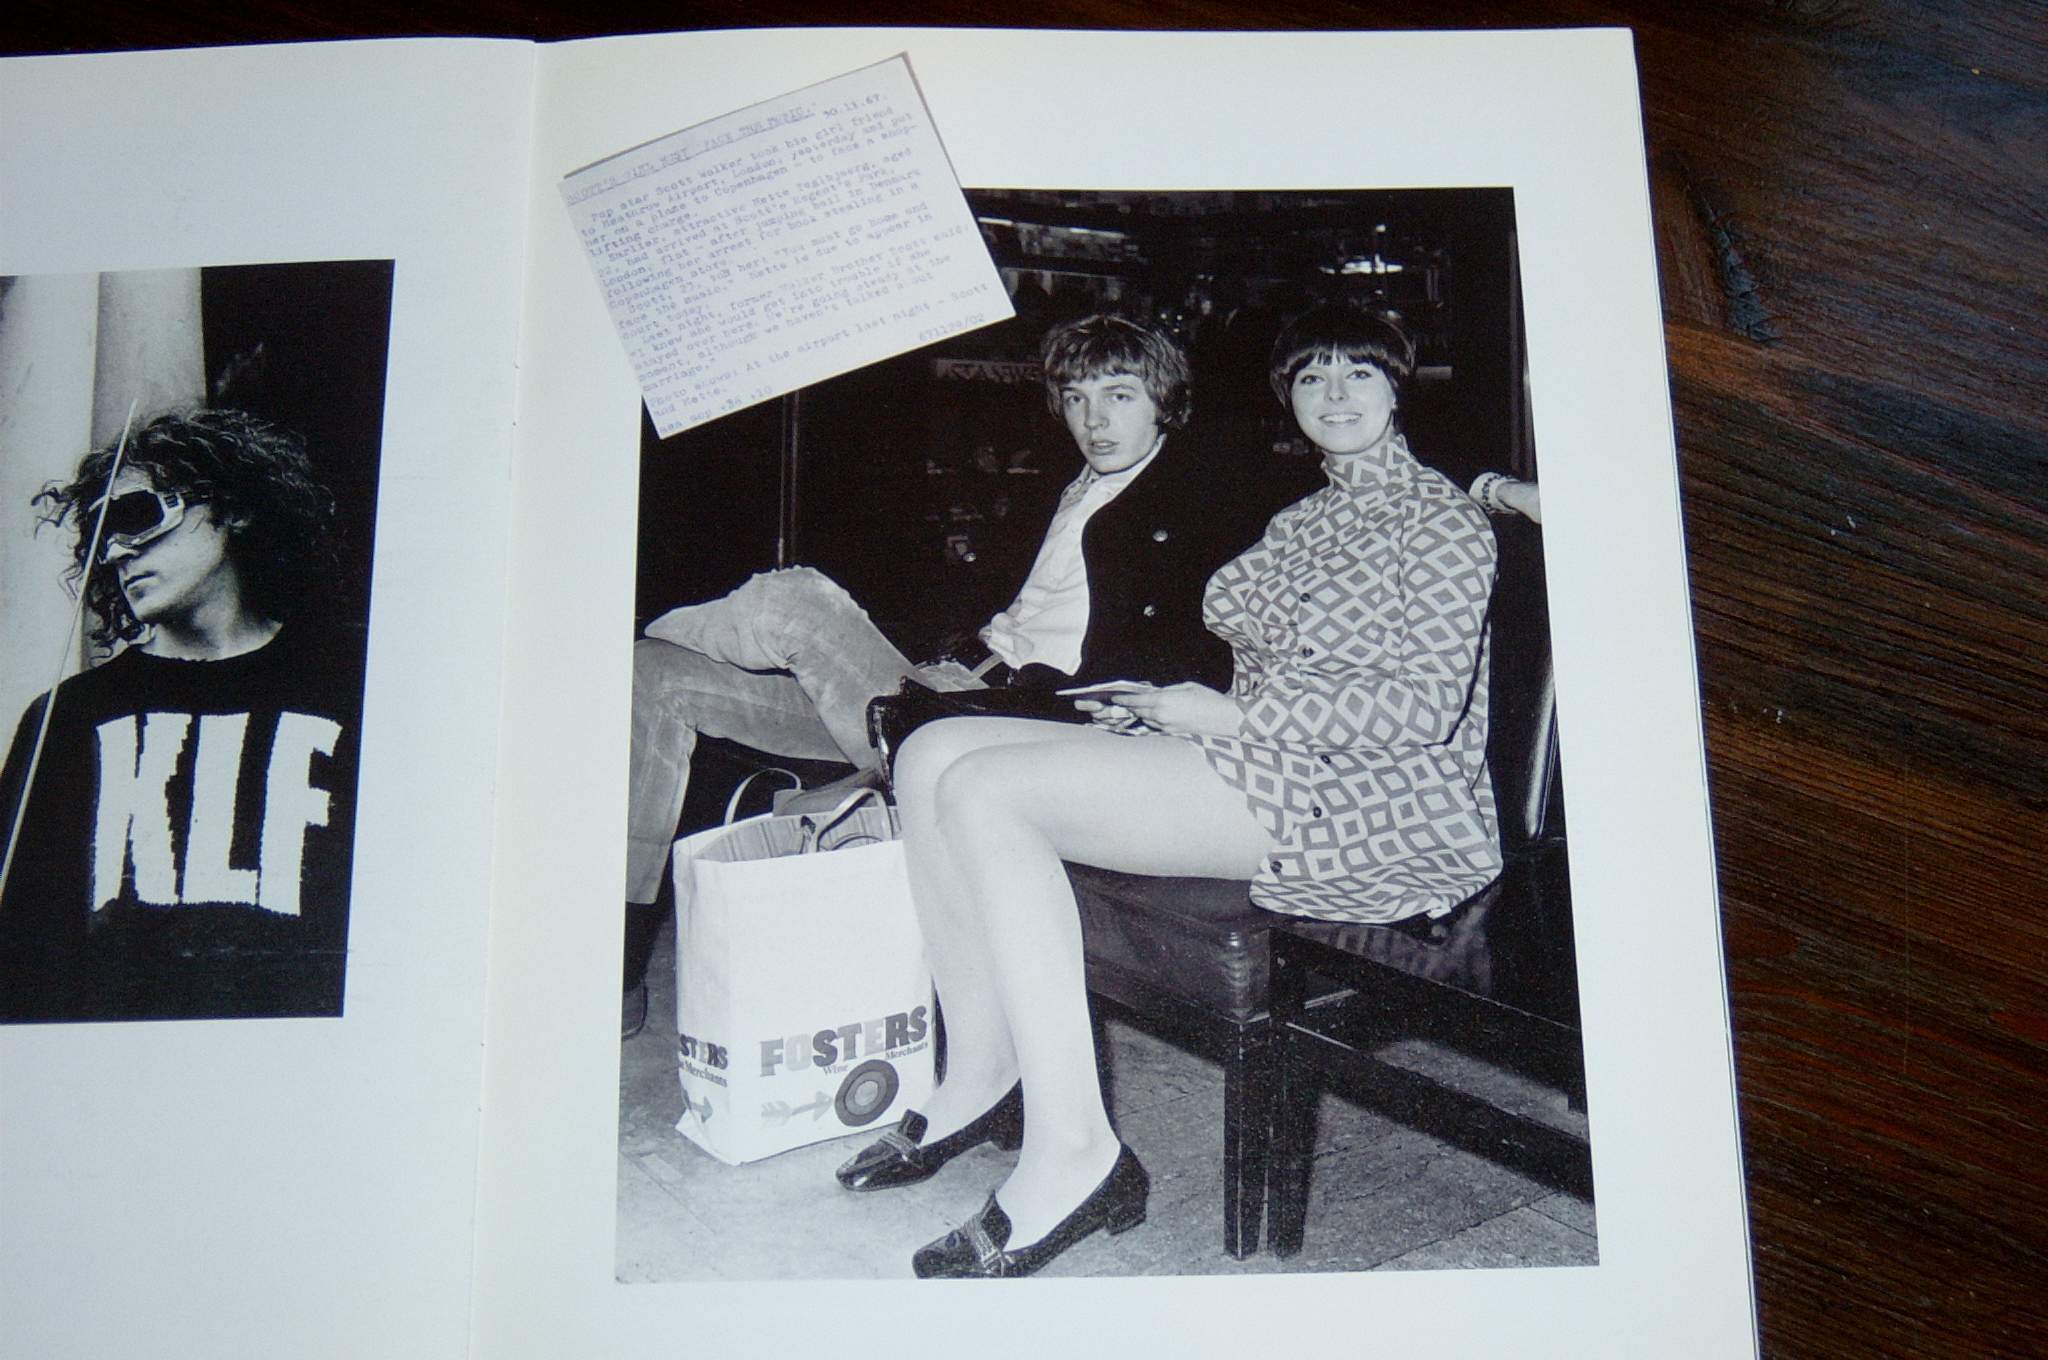 KLF
SCOTT'S GIRL MUST "FACE THE MUSIC." 30.11.67.
Pop star Scott Walker took his girl friend
to Heathrow Airport, London, yesterday and put
her on a plane to Copenhagen - to face a shop-
lifting charge.
Earlier, attractive Mette Teglbjaerg, aged
22, had arrived at Scott's Regent's Park,
London, flat - after jumping bail in Denmark
following her arrest for book stealing in a
Copenhagen store.
Scott, 23, told her: "You must go home and
face the music." Mette is due to appear in
court today.
Last night, former Walker Brother Scott said:
"I knew she would get into trouble if she
stayed over here. We're going steady at the
moment, although we haven't talked about
marriage."
Photo shows: At the airport last night - Scott
and Mette.
671129/02
FOSTERS
Wine Merchants
STERS
Merchants